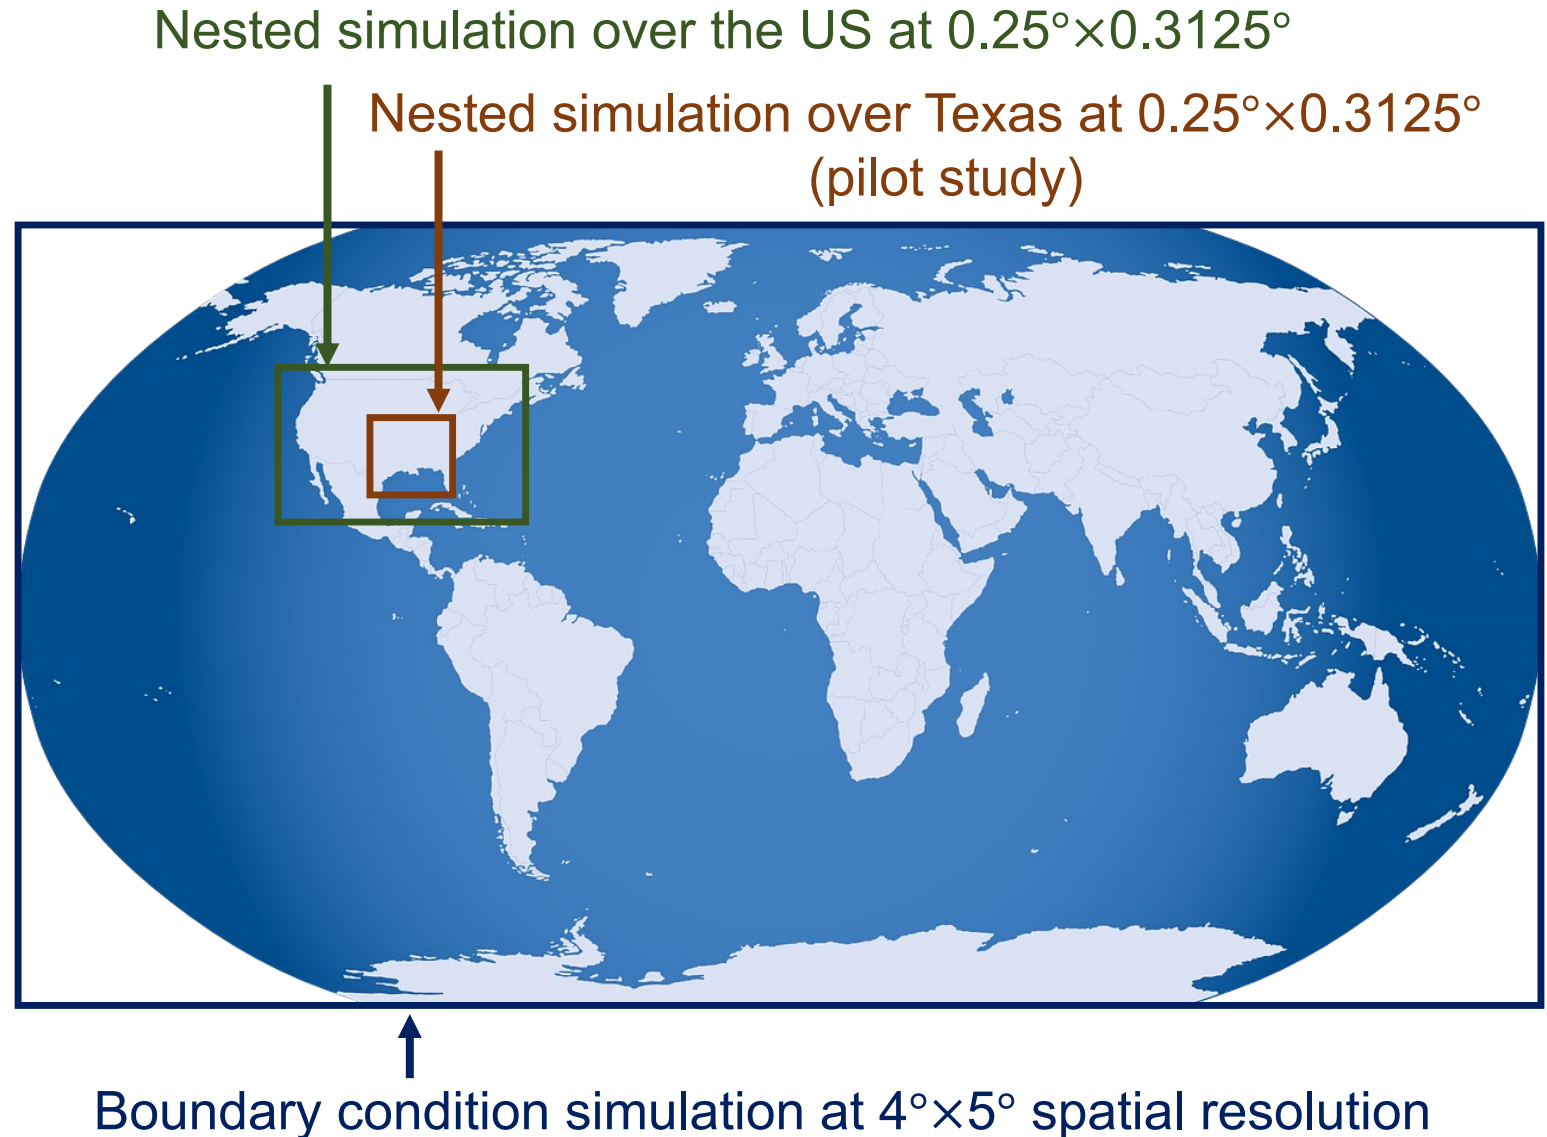 Nested simulation over the US at 0.25°×0.3125°
Nested simulation over Texas at 0.25°×0.3125°
(pilot study)
Boundary condition simulation at 4°×5° spatial resolution